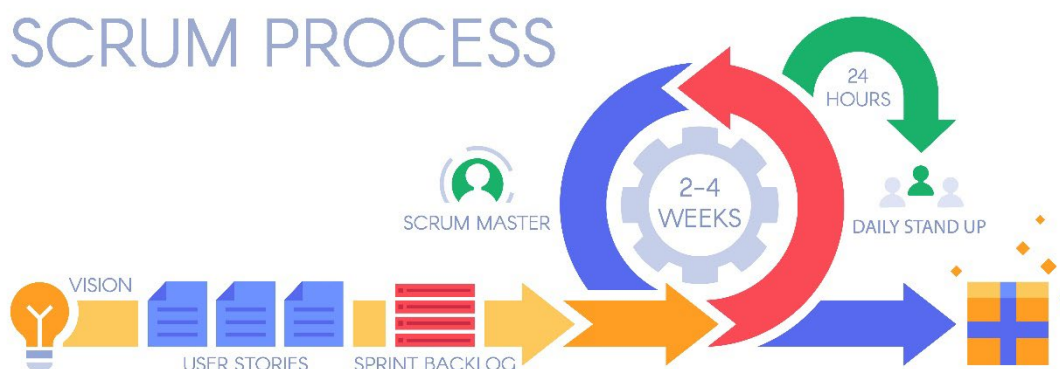 SCRUM PROCESS
24
HOURS
2-4
WEEKS
SCRUM MASTER
DAILY STAND UP
VISION
USER STORIES
SPRINT BACKLOG